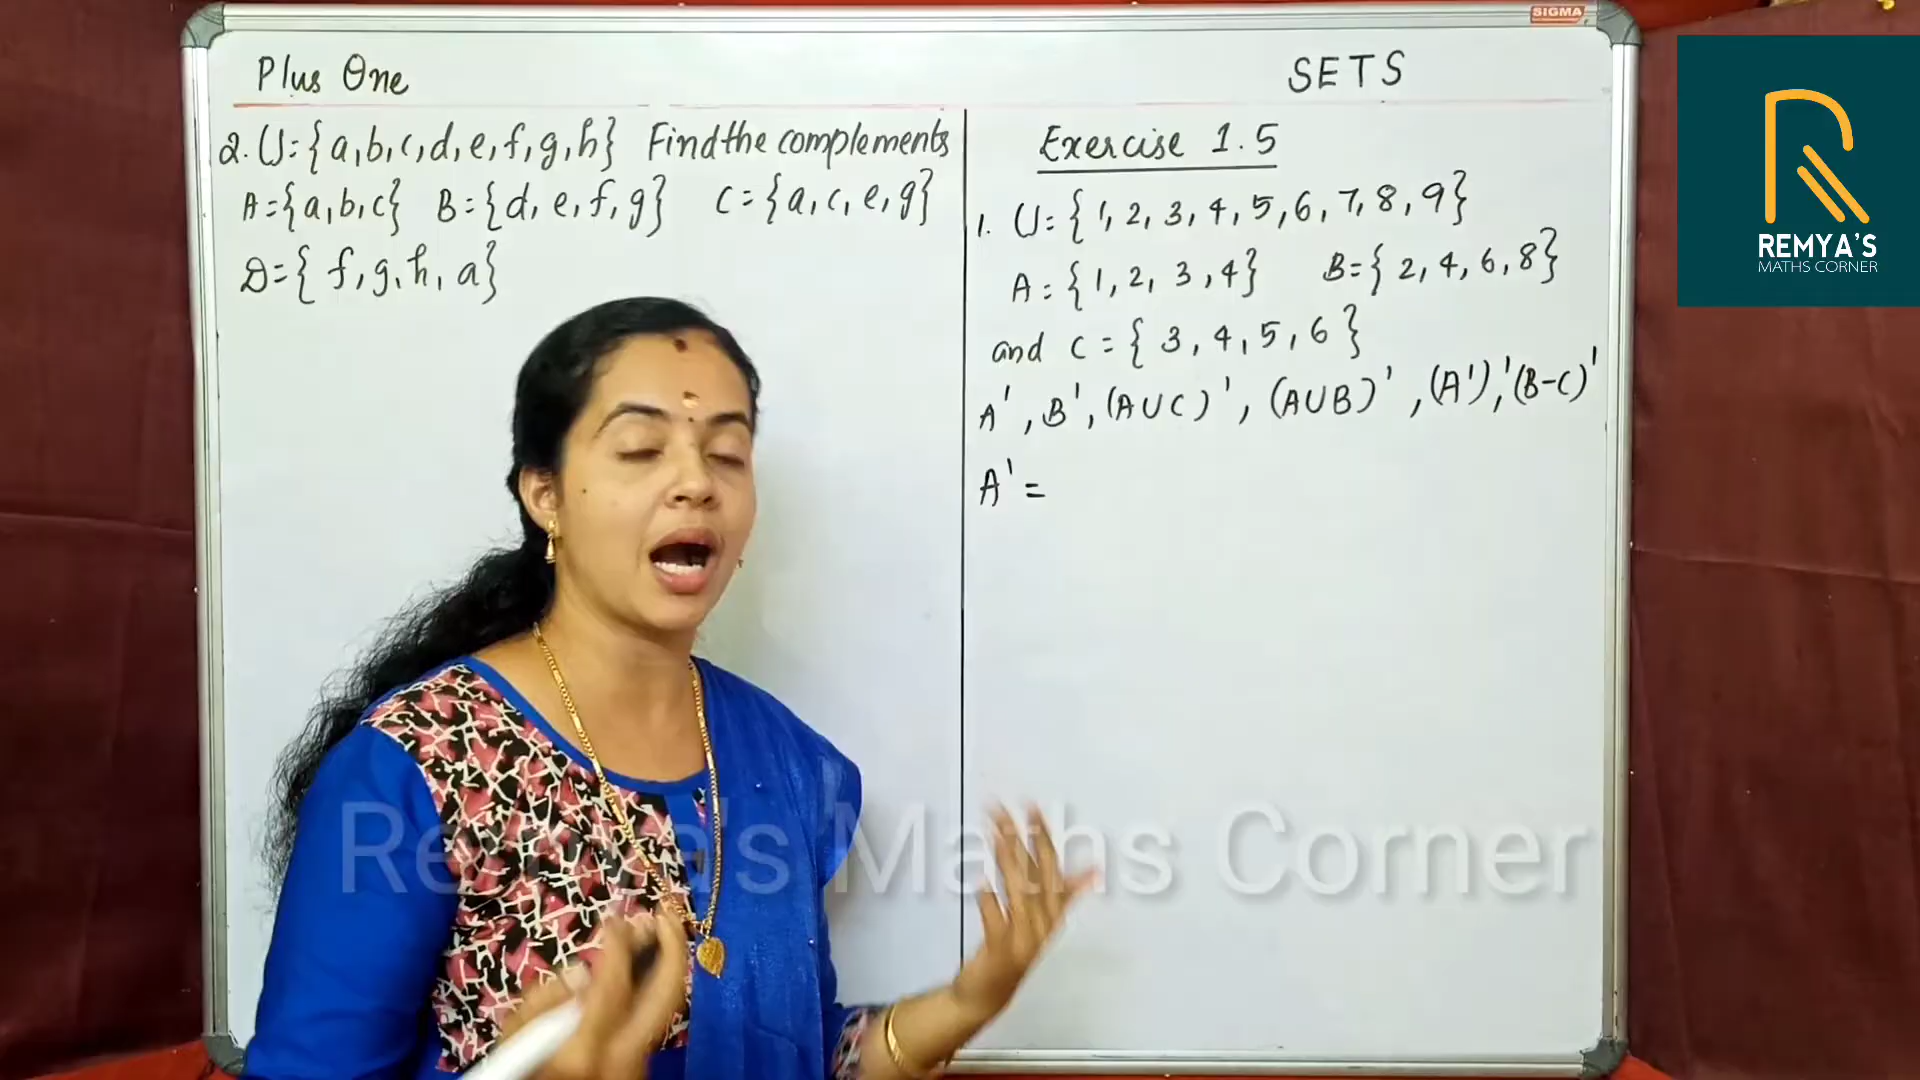 SIGMA
Plus One
SETS
2. U={a,b,c,d,e,f,g,h} Find the complements
A={a,b,c} B={d,e,f,g} C={a,c,e,g}
D={f,g,h,a}
Exercise 1.5
1. U={1,2,3,4,5,6,7,8,9}
A={1,2,3,4} B={2,4,6,8}
and C={3,4,5,6}
A', B', (A∪C)', (A∪B)', (A')', (B-C)'
A' =
REMYA'S
MATHS CORNER
Remya's Maths Corner